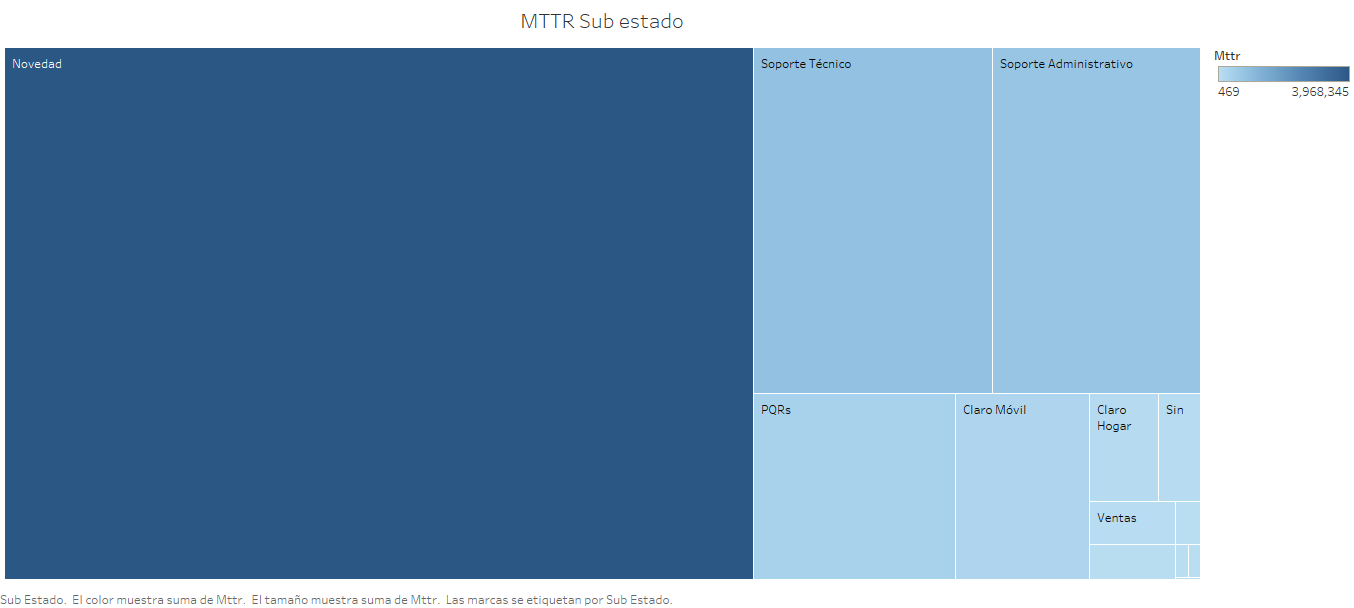 MTTR Sub estado
Novedad
Soporte Técnico
Soporte Administrativo
Mttr
469
3,968,345
PQRs
Claro Móvil
Claro
Hogar
Sin
Ventas
Sub Estado. El color muestra suma de Mttr. El tamaño muestra suma de Mttr. Las marcas se etiquetan por Sub Estado.